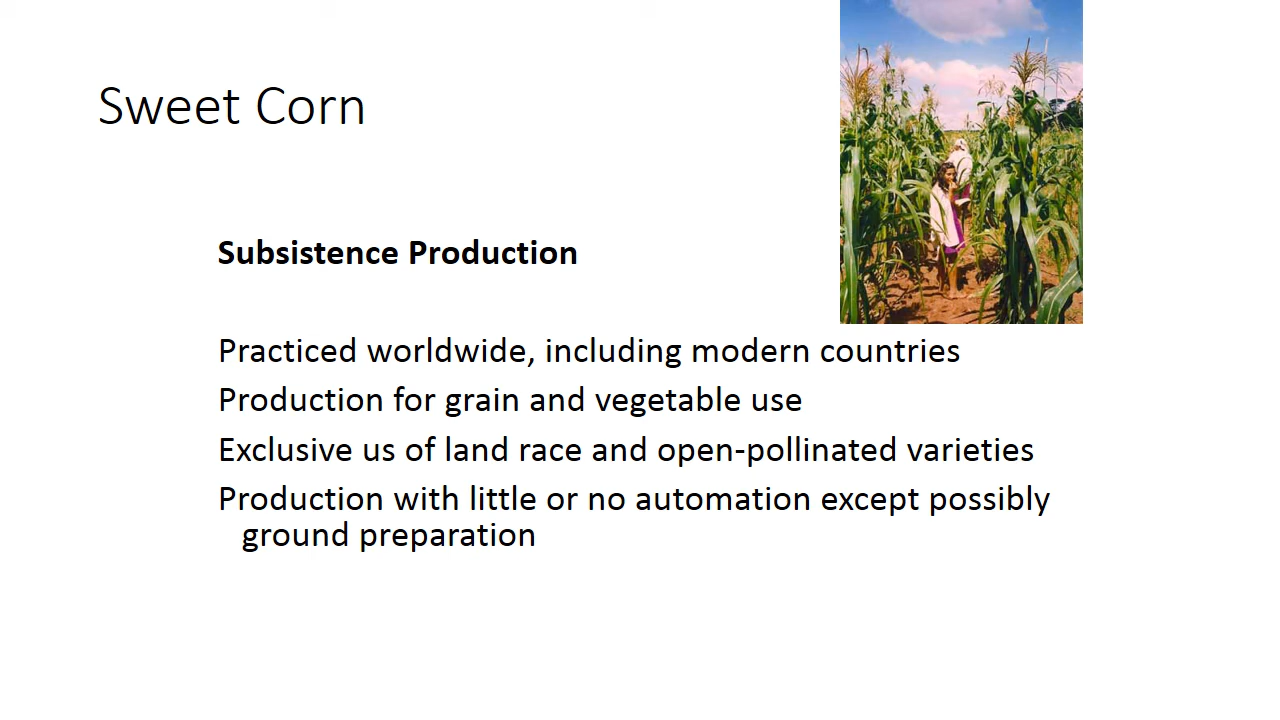 Sweet Corn
Subsistence Production
Practiced worldwide, including modern countries
Production for grain and vegetable use
Exclusive us of land race and open-pollinated varieties
Production with little or no automation except possibly
ground preparation